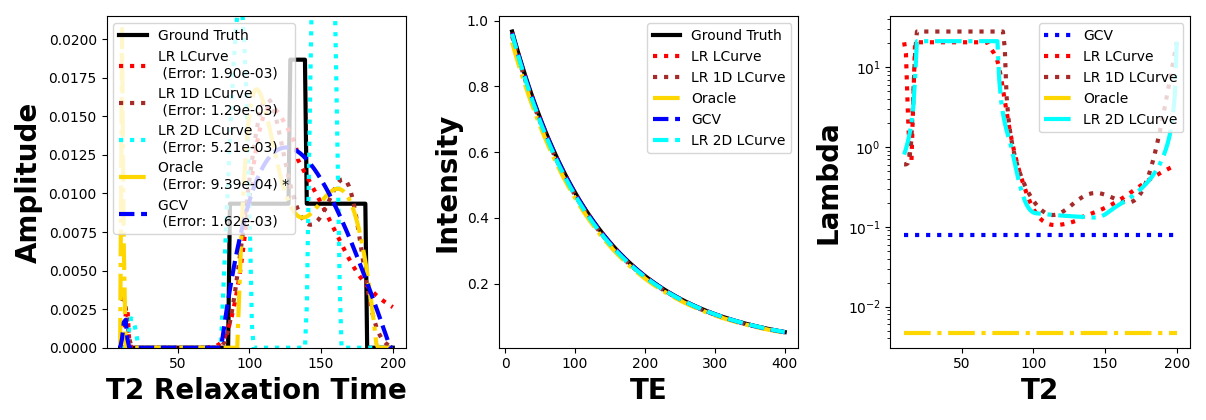 0.0200
0.0175
0.0150
0.0125
0.0100
0.0075
0.0050
0.0025
0.0000
Amplitude
50
100
150
200
T2 Relaxation Time
Ground Truth
LR LCurve
(Error: 1.90e-03)
LR 1D LCurve
(Error: 1.29e-03)
LR 2D LCurve
(Error: 5.21e-03)
Oracle
(Error: 9.39e-04) *
GCV
(Error: 1.62e-03)
1.0
0.8
0.6
0.4
0.2
Intensity
0
100
200
300
400
TE
Ground Truth
LR LCurve
LR 1D LCurve
Oracle
GCV
LR 2D LCurve
10¹
10⁰
10⁻¹
10⁻²
Lambda
50
100
150
200
T2
GCV
LR LCurve
LR 1D LCurve
Oracle
LR 2D LCurve